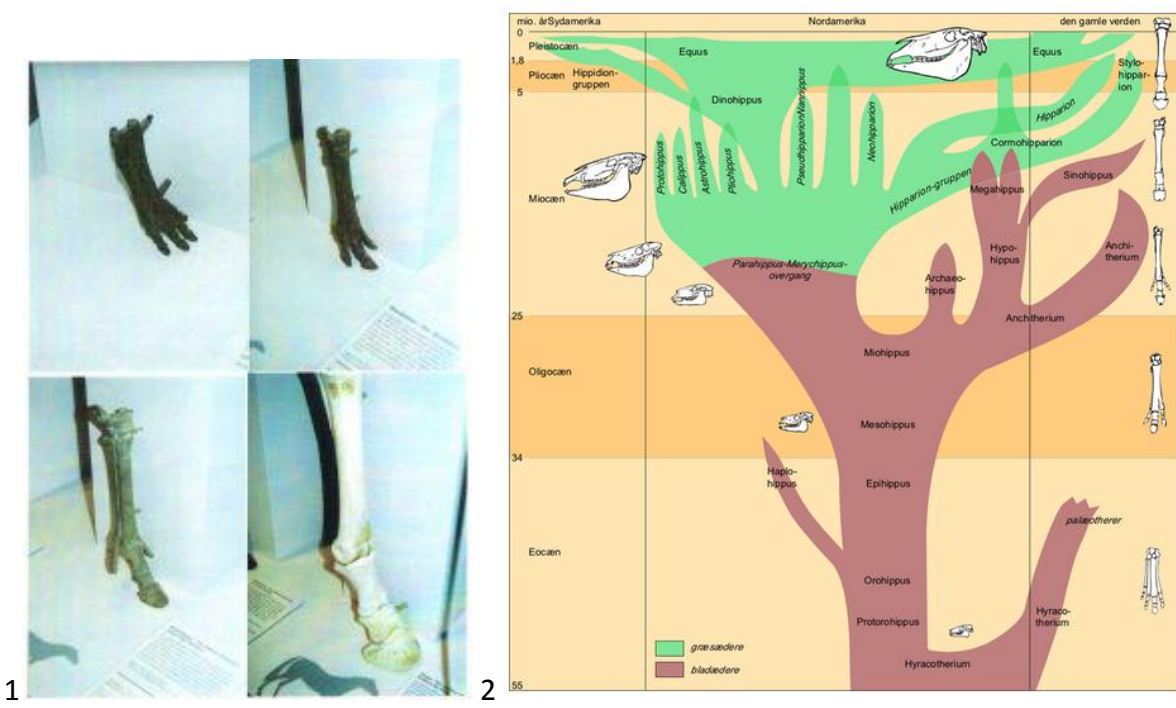 1
2
mio. årSydamerika
Nordamerika
den gamle verden
0
Pleistocæn
Equus
Equus
1,8
Pliocæn
Hippidion-
gruppen
Stylo-
hippar-
ion
5
Dinohippus
Protohippus
Calippus
Astrohippus
Pliohippus
Pseudhipparion
Nannippus
Neohipparion
Hipparion
Cormohipparion
Hipparion-gruppen
Miocæn
Megahippus
Sinohippus
Parahippus-Merychippus-
overgang
Archaeo-
hippus
Hypo-
hippus
Anchi-
therium
25
Anchitherium
Miohippus
Oligocæn
Mesohippus
34
Haplo-
hippus
Epihippus
palæotherer
Eocæn
Orohippus
Protorohippus
Hyraco-
therium
græsædere
bladædere
Hyracotherium
55